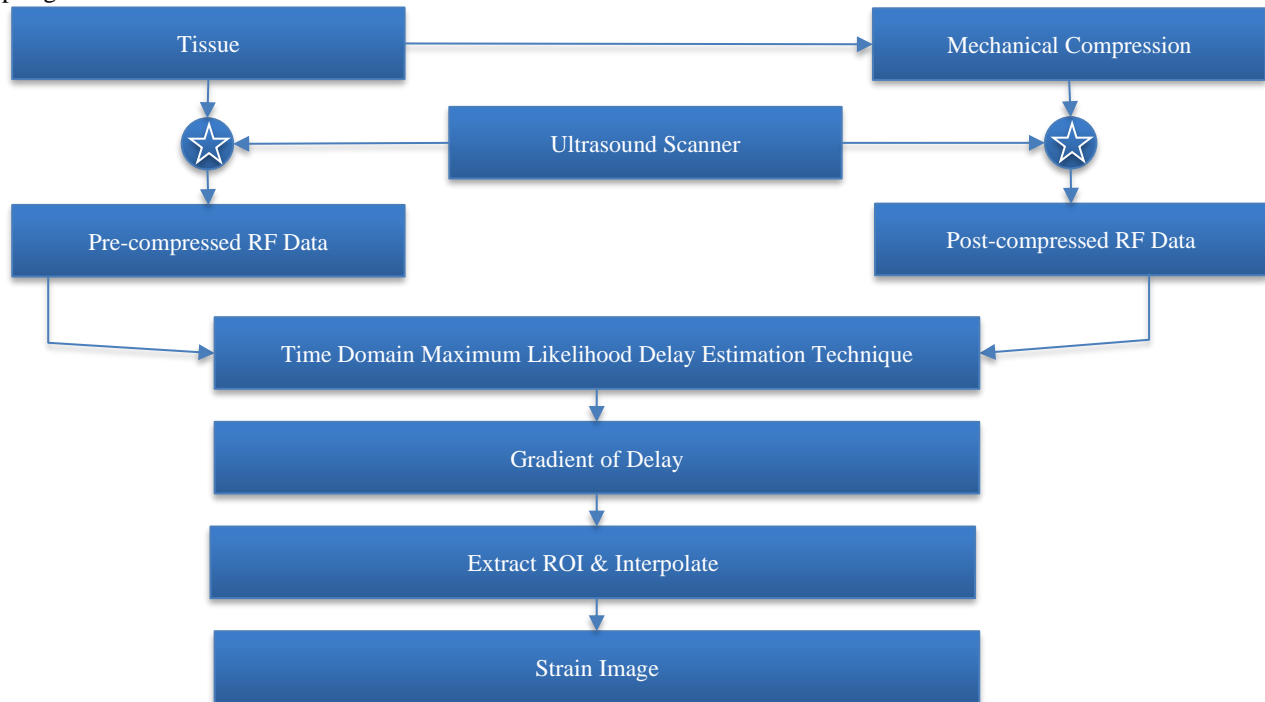 Tissue
Mechanical Compression
Ultrasound Scanner
Pre-compressed RF Data
Post-compressed RF Data
Time Domain Maximum Likelihood Delay Estimation Technique
Gradient of Delay
Extract ROI & Interpolate
Strain Image